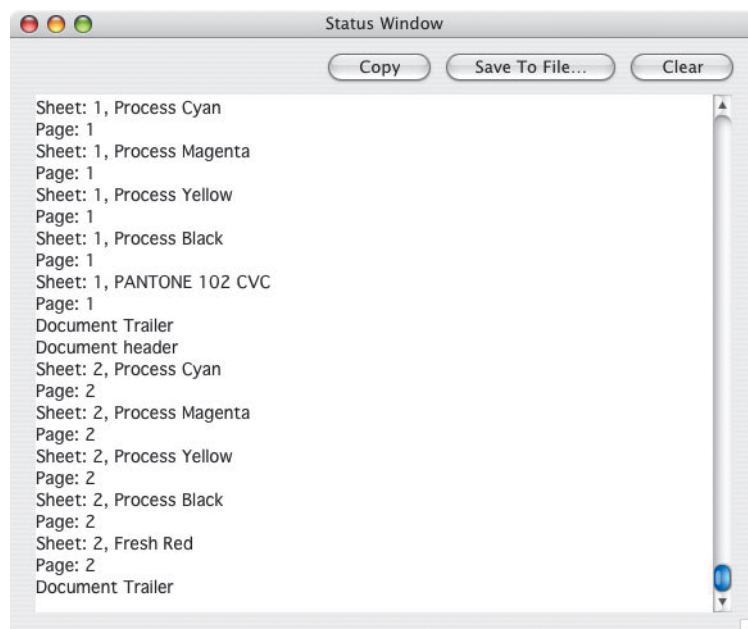 Status Window
Copy Save To File... Clear
Sheet: 1, Process Cyan
Page: 1
Sheet: 1, Process Magenta
Page: 1
Sheet: 1, Process Yellow
Page: 1
Sheet: 1, Process Black
Page: 1
Sheet: 1, PANTONE 102 CVC
Page: 1
Document Trailer
Document header
Sheet: 2, Process Cyan
Page: 2
Sheet: 2, Process Magenta
Page: 2
Sheet: 2, Process Yellow
Page: 2
Sheet: 2, Process Black
Page: 2
Sheet: 2, Fresh Red
Page: 2
Document Trailer